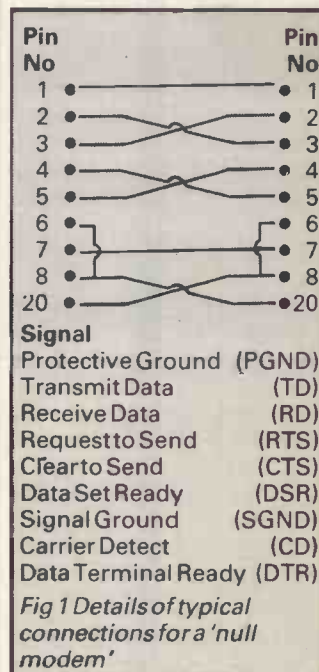 Pin Pin
No No
1 1
2 2
3 3
4 4
5 5
6 6
7 7
8 8
20 20
Signal
Protective Ground (PGND)
Transmit Data (TD)
Receive Data (RD)
Request to Send (RTS)
Clear to Send (CTS)
Data Set Ready (DSR)
Signal Ground (SGND)
Carrier Detect (CD)
Data Terminal Ready (DTR)
Fig 1 Details of typical
connections for a 'null
modem'